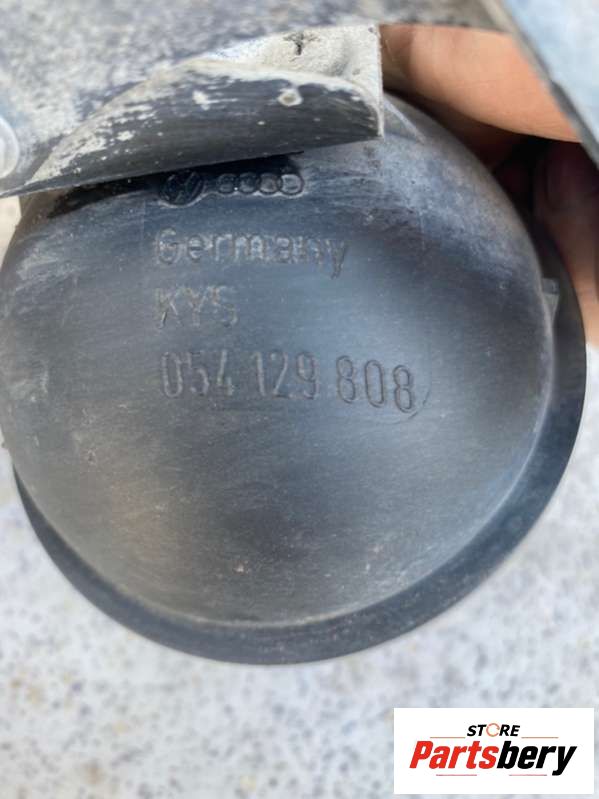 Germany
KYS
054 129 808
STORE
Partsbery